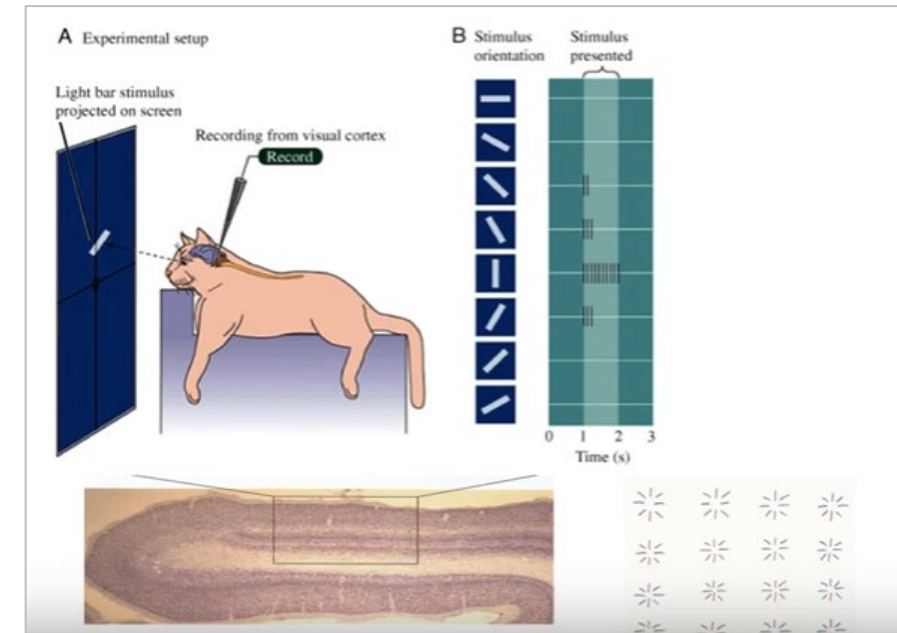 A Experimental setup
Light bar stimulus
projected on screen
Recording from visual cortex
Record
B Stimulus
orientation
Stimulus
presented
0 1 2 3
Time (s)